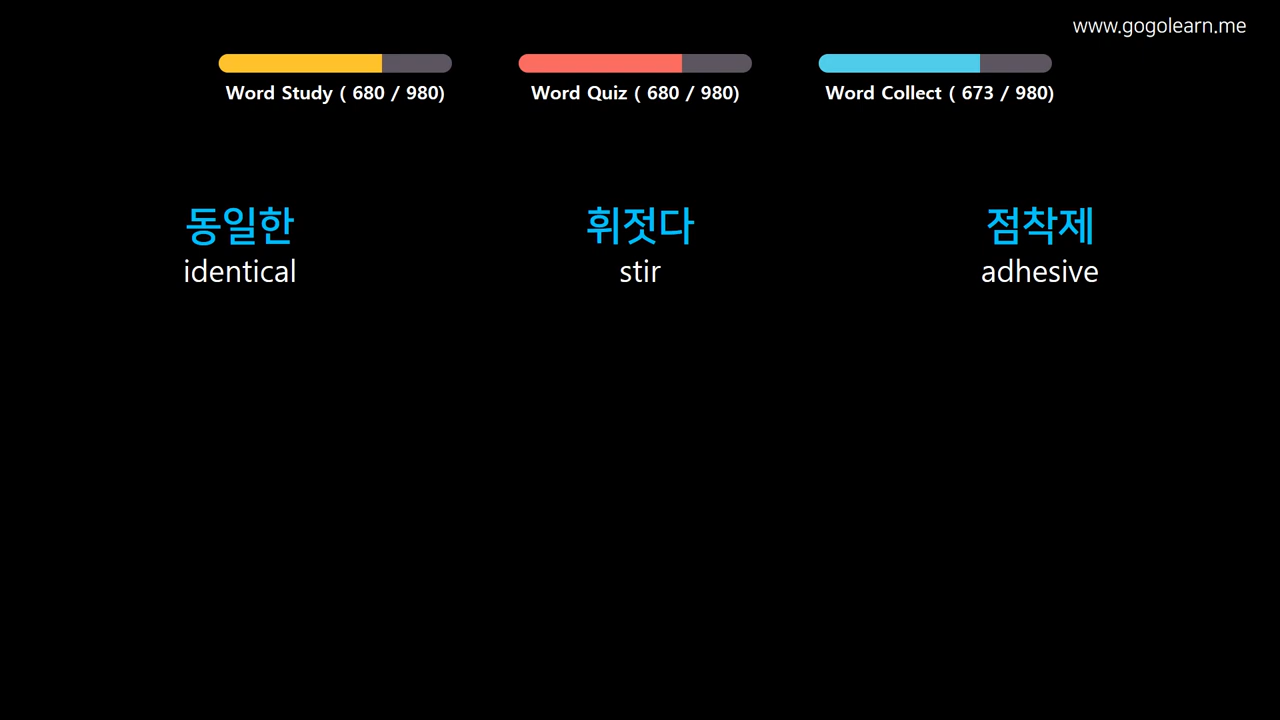 www.gogolearn.me
Word Study ( 680 / 980)
Word Quiz ( 680 / 980)
Word Collect ( 673 / 980)
동일한
identical
휘젓다
stir
점착제
adhesive